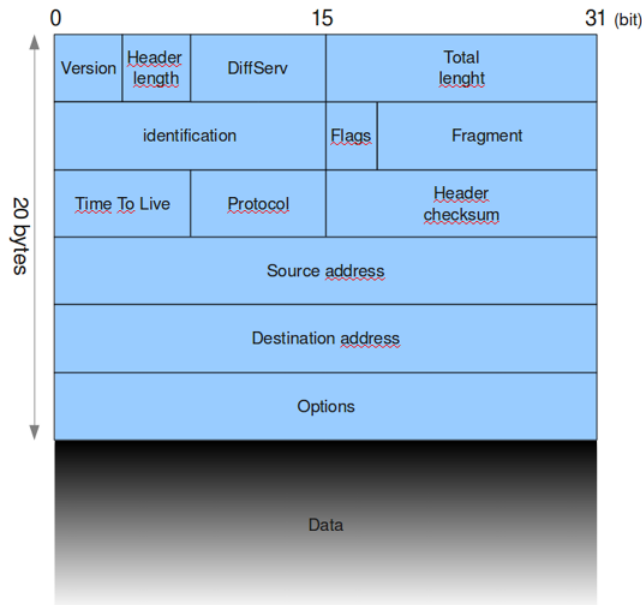 0 15 31 (bit)
Version Header length DiffServ Total lenght
identification Flags Fragment
Time To Live Protocol Header checksum
Source address
Destination address
Options
Data
20 bytes